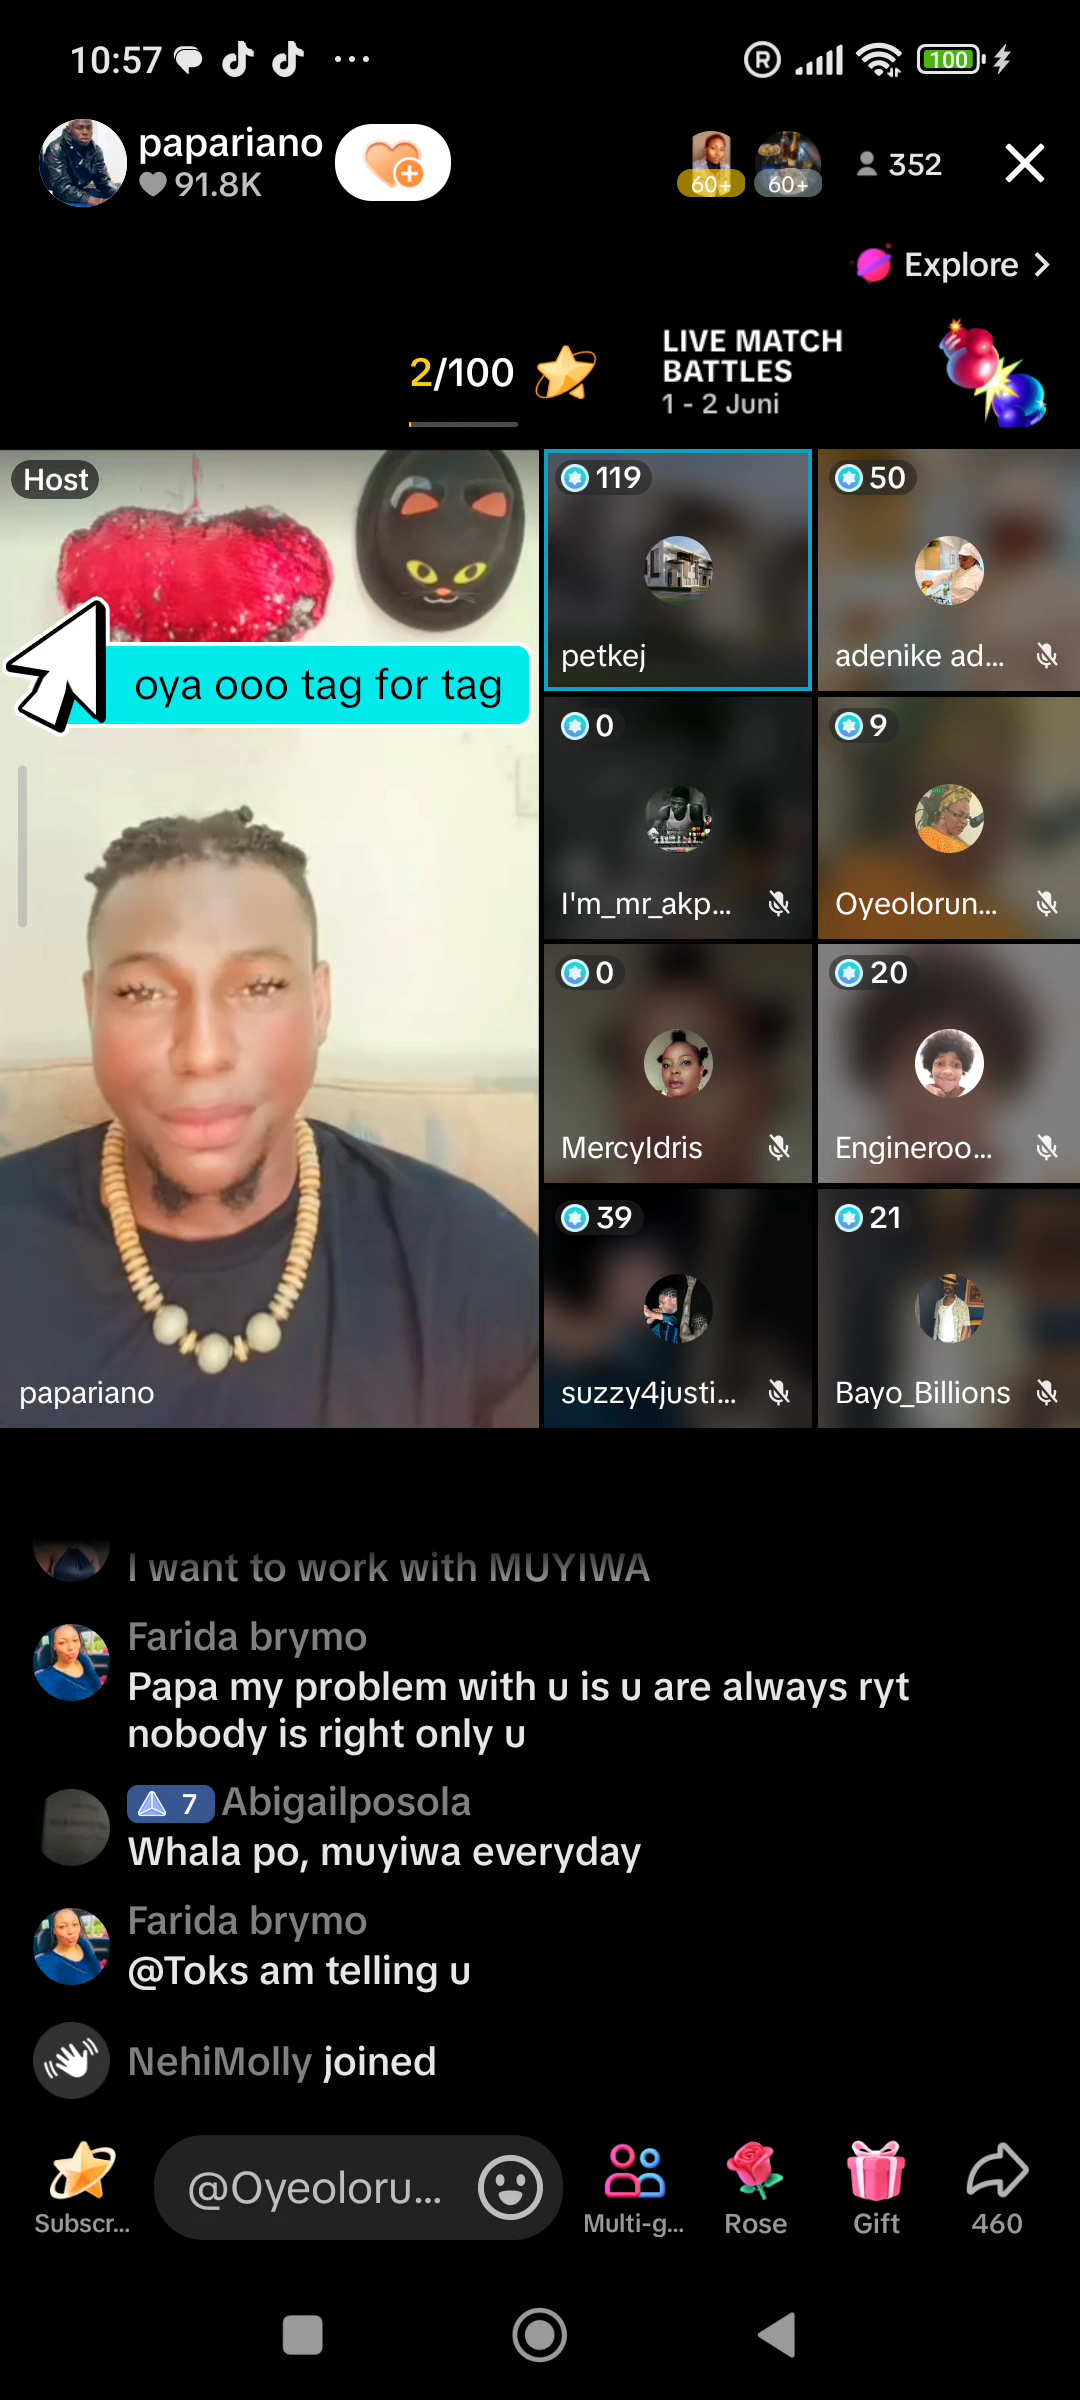 10:57
100
papariano
91.8K
60+
60+
352
Explore
2/100
LIVE MATCH
BATTLES
1 - 2 Juni
Host
oya ooo tag for tag
papariano
119
petkej
50
adenike ad...
0
I'm_mr_akp...
9
Oyeolorun...
0
MercyIdris
20
Engineroo...
39
suzzy4justi...
21
Bayo_Billions
I want to work with MUYIWA
Farida brymo
Papa my problem with u is u are always ryt
nobody is right only u
7 Abigailposola
Whala po, muyiwa everyday
Farida brymo
@Toks am telling u
NehiMolly joined
@Oyeoloru...
Subscr...
Multi-g...
Rose
Gift
460